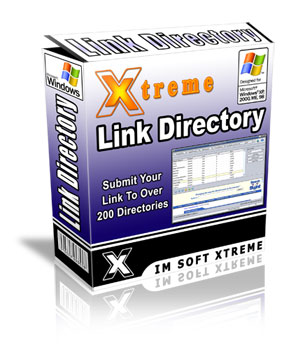 Link Directory
Windows
Xtreme
Designed for
Microsoft
Windows XP
2000, ME, 98
Link Directory
Submit Your
Link To Over
200 Directories
Link Directory
X
IM SOFT XTREME